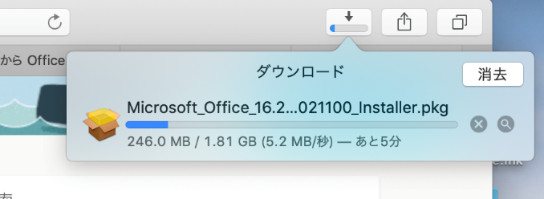 から Office
ダウンロード
消去
Microsoft_Office_16.2...021100_Installer.pkg
246.0 MB / 1.81 GB (5.2 MB/秒) — あと5分